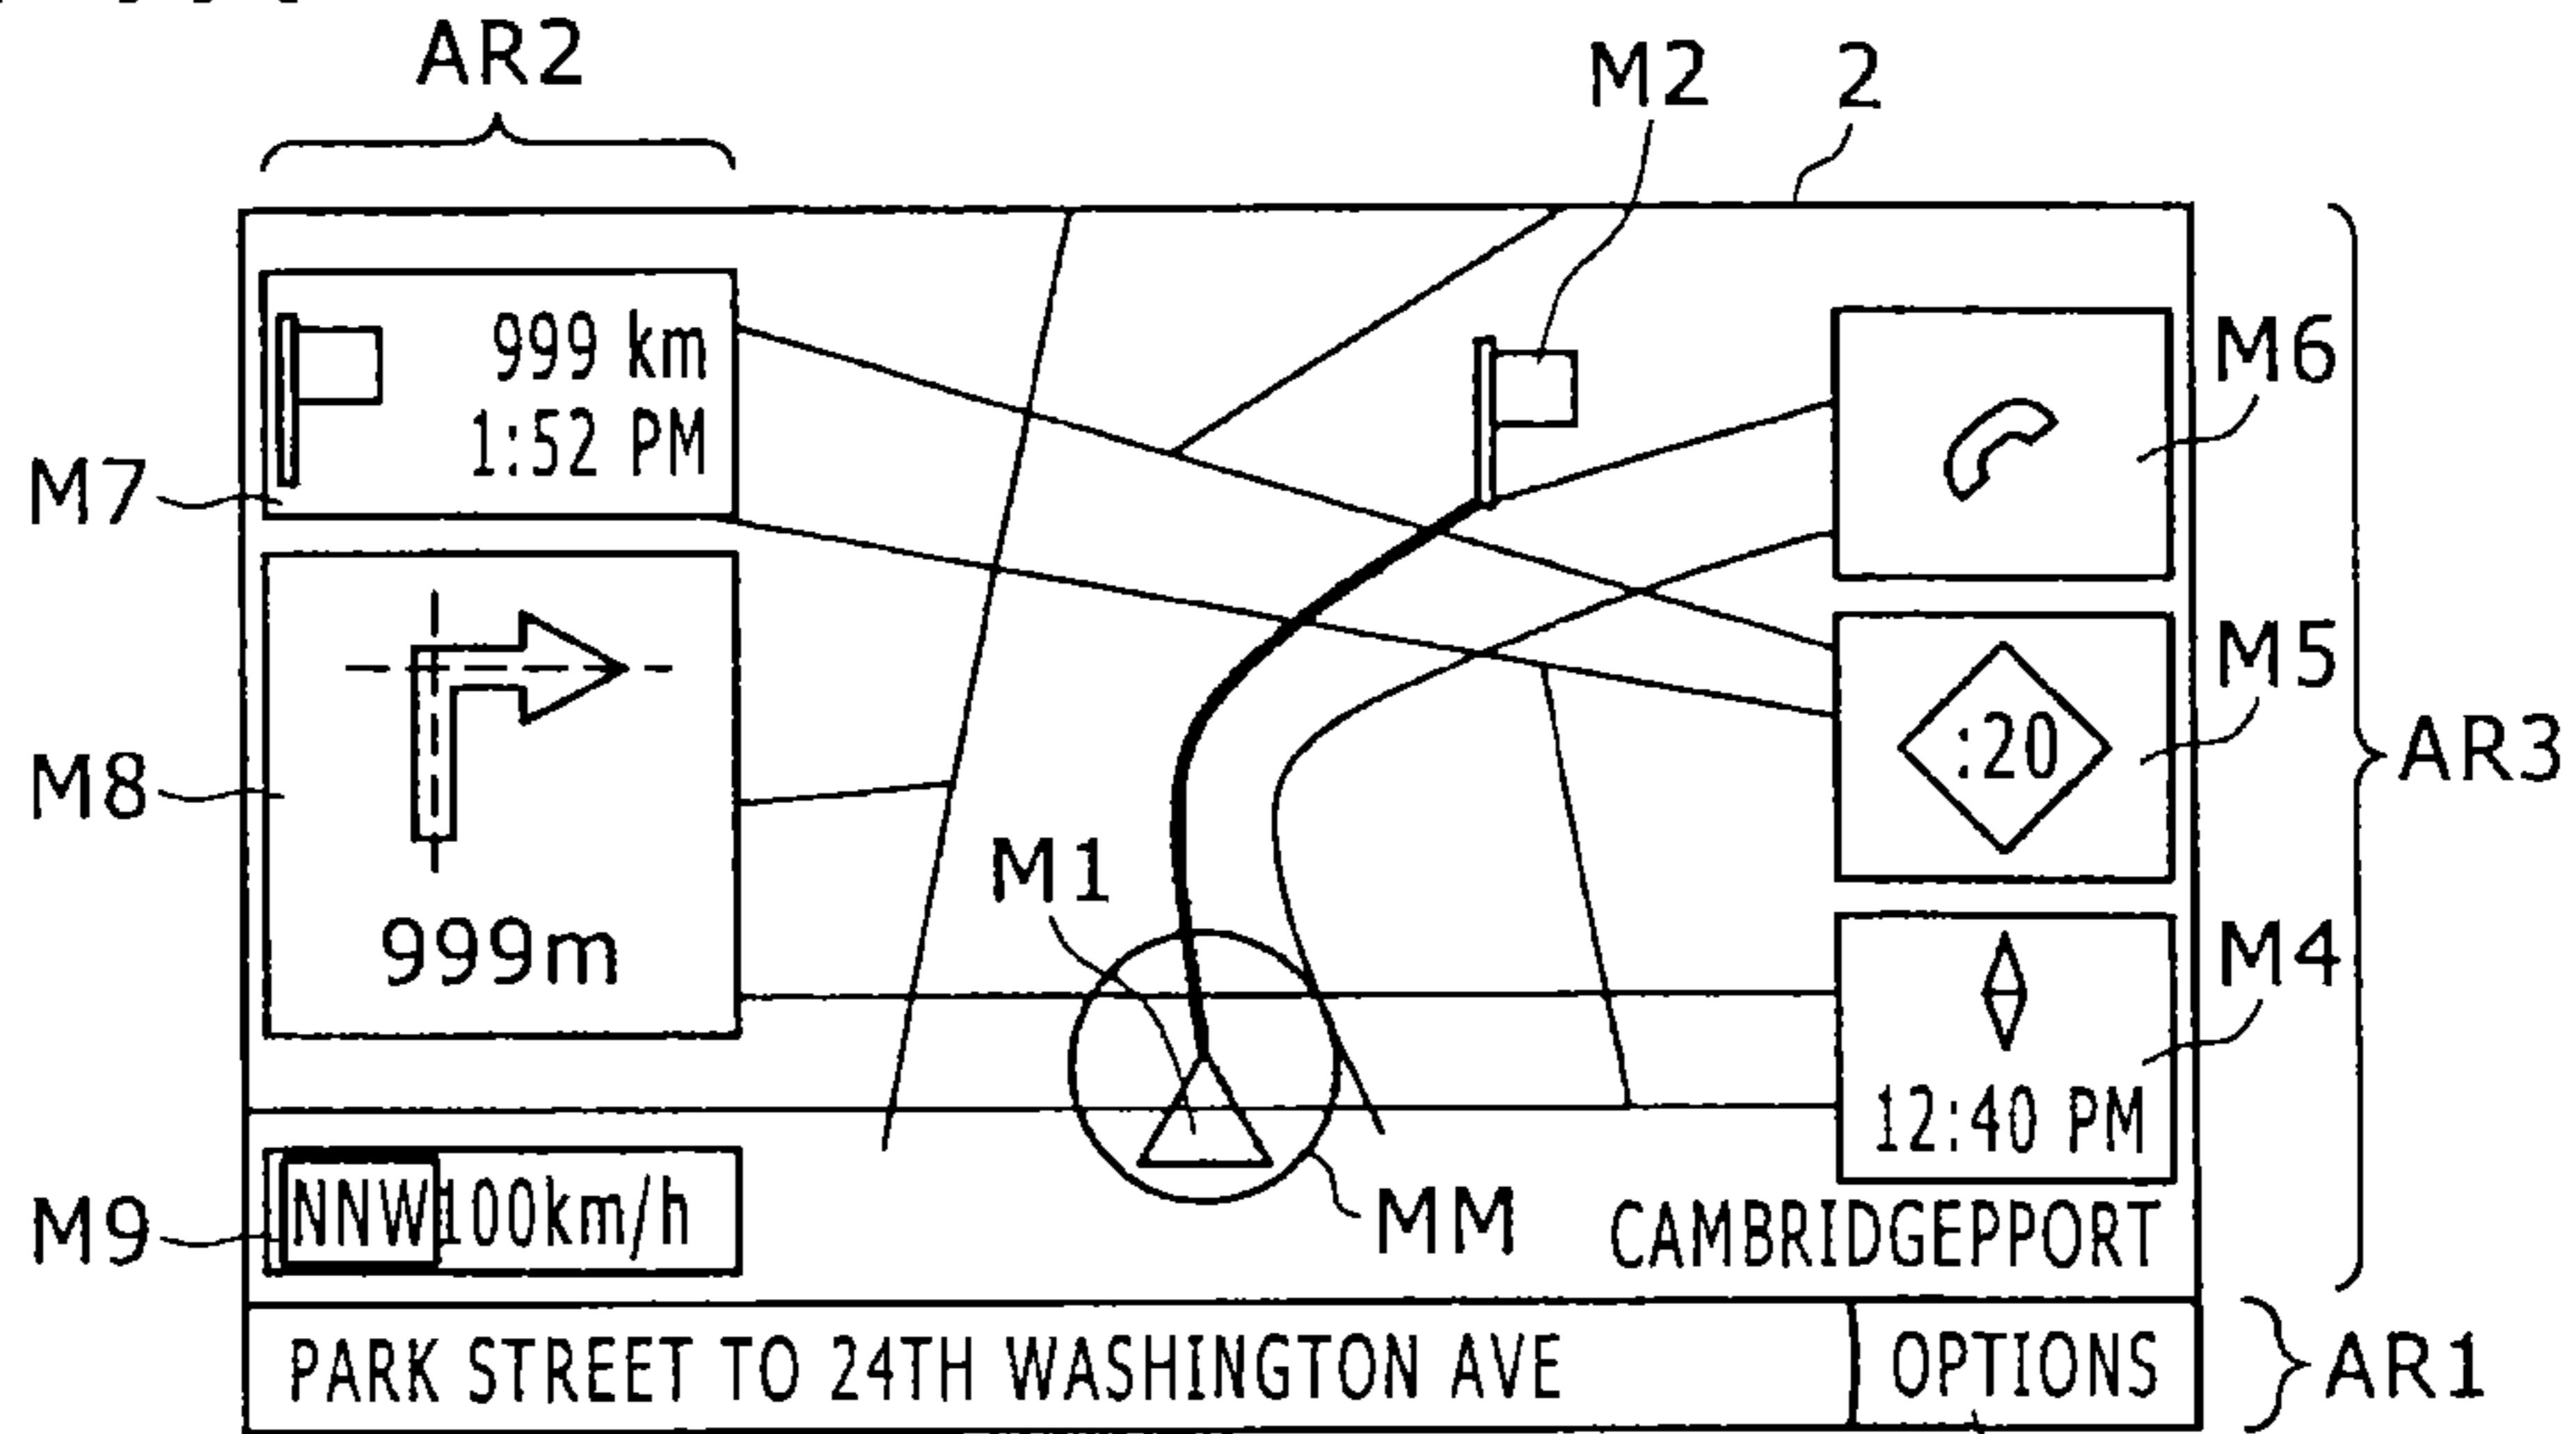 AR2
M2
2
999 km
1:52 PM
M7
M6
M8
999m
M1
:20
M5
AR3
M4
12:40 PM
M9
NNW 100km/h
MM
CAMBRIDGEPPORT
PARK STREET TO 24TH WASHINGTON AVE
OPTIONS
AR1